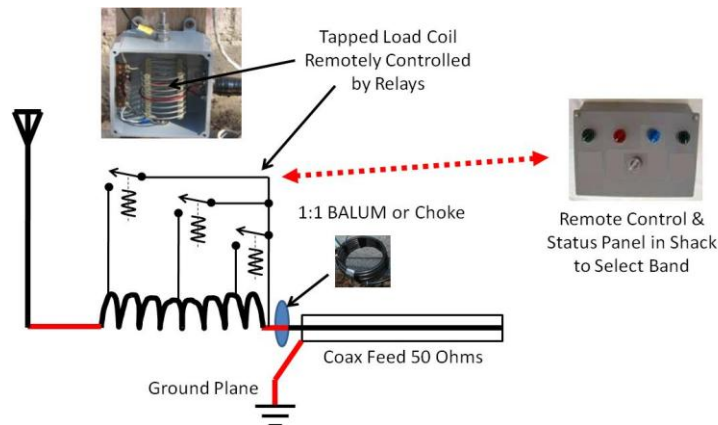 Tapped Load Coil
Remotely Controlled
by Relays
1:1 BALUM or Choke
Remote Control &
Status Panel in Shack
to Select Band
Coax Feed 50 Ohms
Ground Plane